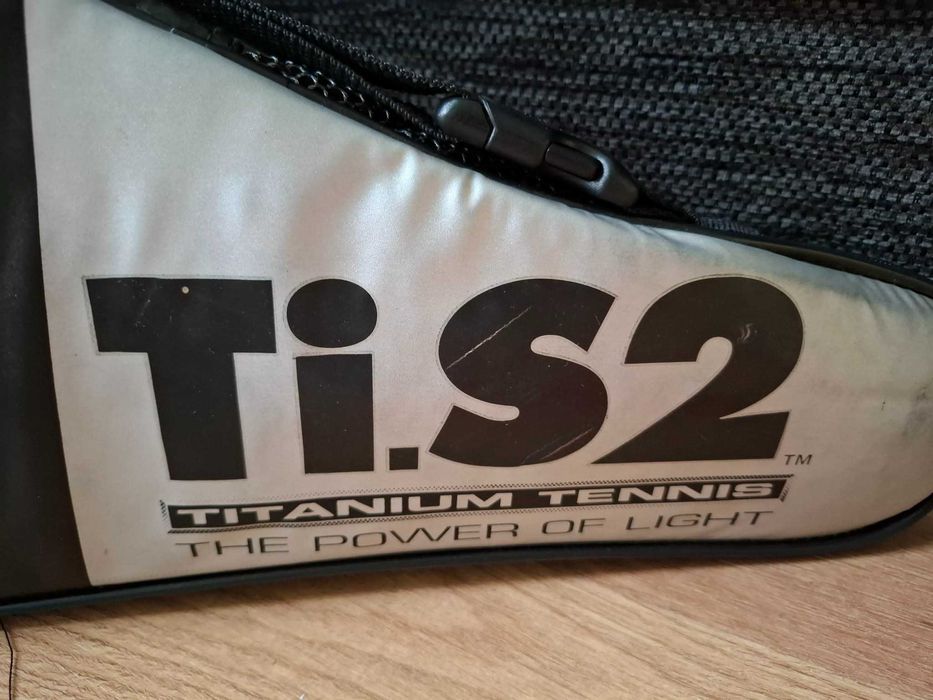 Ti.S2™
TITANIUM TENNIS
THE POWER OF LIGHT